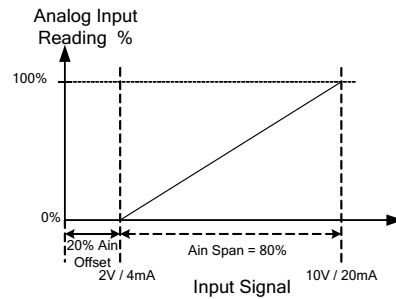 Analog Input
Reading %
100%
0%
20% Ain
Offset
Ain Span = 80%
2V / 4mA
10V / 20mA
Input Signal